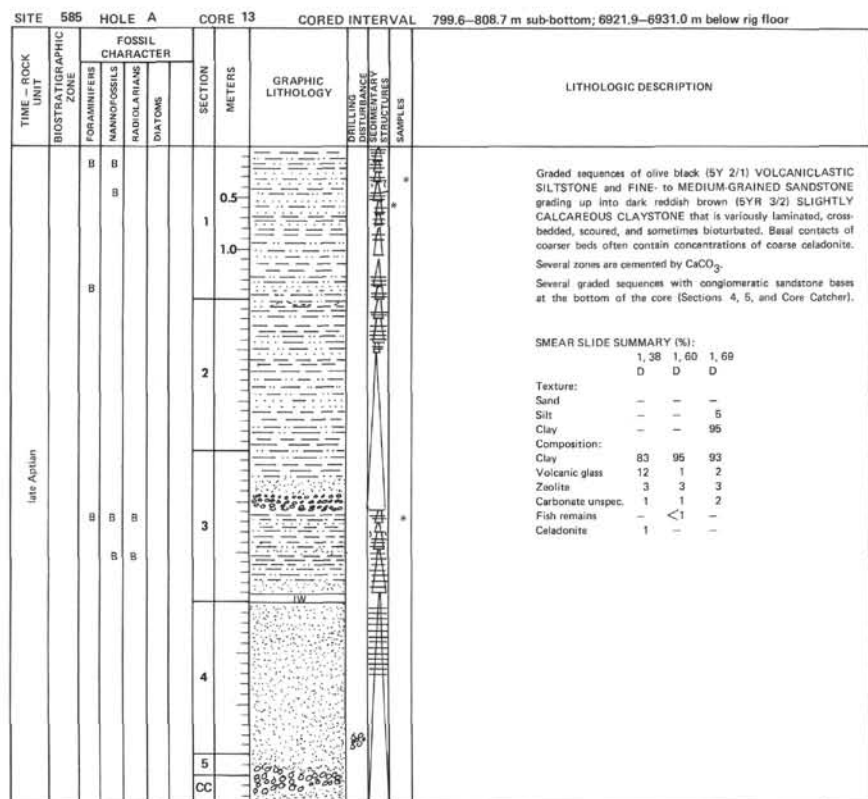 SITE 585 HOLE A CORE 13 CORED INTERVAL 799.6–808.7 m sub-bottom; 6921.9–6931.0 m below rig floor
TIME – ROCK UNIT
BIOSTRATIGRAPHIC ZONE
FOSSIL CHARACTER
FORAMINIFERS
NANNOFOSSILS
RADIOLARIANS
DIATOMS
SECTION
METERS
GRAPHIC LITHOLOGY
DRILLING DISTURBANCE
SEDIMENTARY STRUCTURES
SAMPLES
LITHOLOGIC DESCRIPTION
late Aptian
B B
B
B
B B B
B B
1
0.5
1.0
2
3
4
5
CC
IW
*
*
*
Graded sequences of olive black (5Y 2/1) VOLCANICLASTIC
SILTSTONE and FINE- to MEDIUM-GRAINED SANDSTONE
grading up into dark reddish brown (5YR 3/2) SLIGHTLY
CALCAREOUS CLAYSTONE that is variously laminated, cross-
bedded, scoured, and sometimes bioturbated. Basal contacts of
coarser beds often contain concentrations of coarse celadonite.
Several zones are cemented by CaCO3.
Several graded sequences with conglomeratic sandstone bases
at the bottom of the core (Sections 4, 5, and Core Catcher).
SMEAR SLIDE SUMMARY (%):
1, 38 1, 60 1, 69
D D D
Texture:
Sand – – –
Silt – – 5
Clay – – 95
Composition:
Clay 83 95 93
Volcanic glass 12 1 2
Zeolite 3 3 3
Carbonate unspec. 1 1 2
Fish remains – <1 –
Celadonite 1 – –